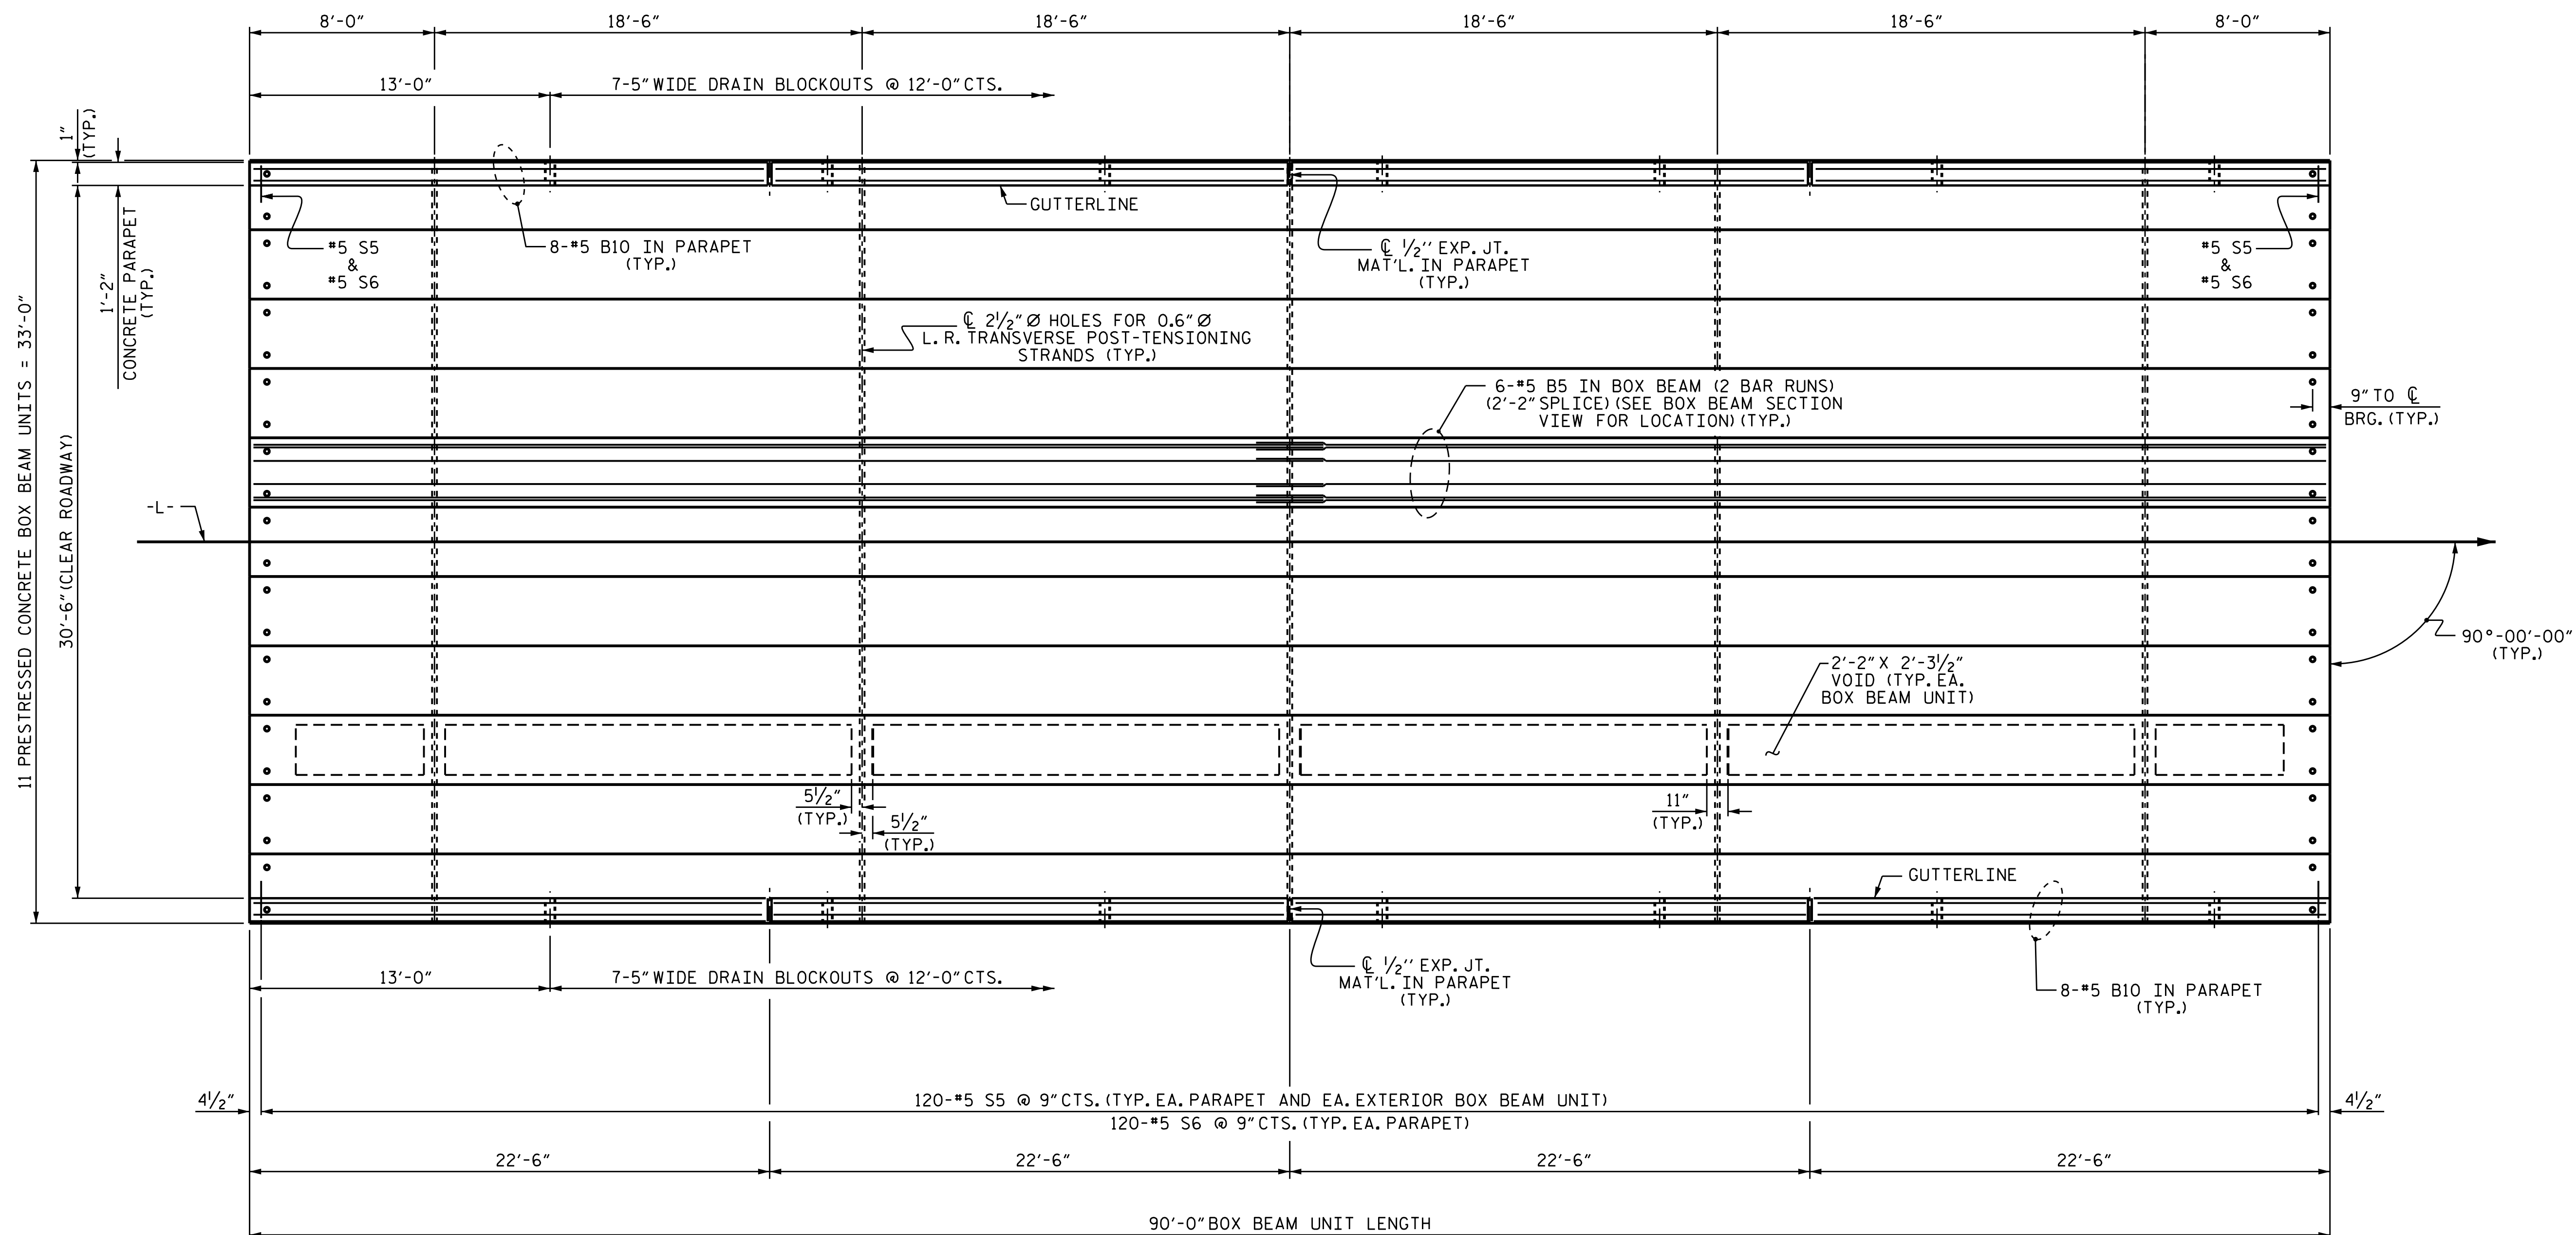 8'-0" 18'-6" 18'-6" 18'-6" 18'-6" 8'-0"
13'-0" 7-5" WIDE DRAIN BLOCKOUTS @ 12'-0" CTS.
1"
(TYP.)
GUTTERLINE
1'-2"
CONCRETE PARAPET
(TYP.)
#5 S5
&
#5 S6
8-#5 B10 IN PARAPET
(TYP.)
℄ 1/2'' EXP. JT.
MAT'L. IN PARAPET
(TYP.)
#5 S5
&
#5 S6
℄ 2 1/2" Ø HOLES FOR 0.6" Ø
L. R. TRANSVERSE POST-TENSIONING
STRANDS (TYP.)
6-#5 B5 IN BOX BEAM (2 BAR RUNS)
(2'-2" SPLICE) (SEE BOX BEAM SECTION
VIEW FOR LOCATION) (TYP.)
9" TO ℄
BRG. (TYP.)
11 PRESTRESSED CONCRETE BOX BEAM UNITS = 33'-0"
30'-6" (CLEAR ROADWAY)
-L-
90°-00'-00"
(TYP.)
2'-2" X 2'-3 1/2"
VOID (TYP. EA.
BOX BEAM UNIT)
5 1/2"
(TYP.)
5 1/2"
(TYP.)
11"
(TYP.)
GUTTERLINE
13'-0" 7-5" WIDE DRAIN BLOCKOUTS @ 12'-0" CTS.
℄ 1/2'' EXP. JT.
MAT'L. IN PARAPET
(TYP.)
8-#5 B10 IN PARAPET
(TYP.)
4 1/2" 120-#5 S5 @ 9" CTS. (TYP. EA. PARAPET AND EA. EXTERIOR BOX BEAM UNIT) 4 1/2"
120-#5 S6 @ 9" CTS. (TYP. EA. PARAPET)
22'-6" 22'-6" 22'-6" 22'-6"
90'-0" BOX BEAM UNIT LENGTH